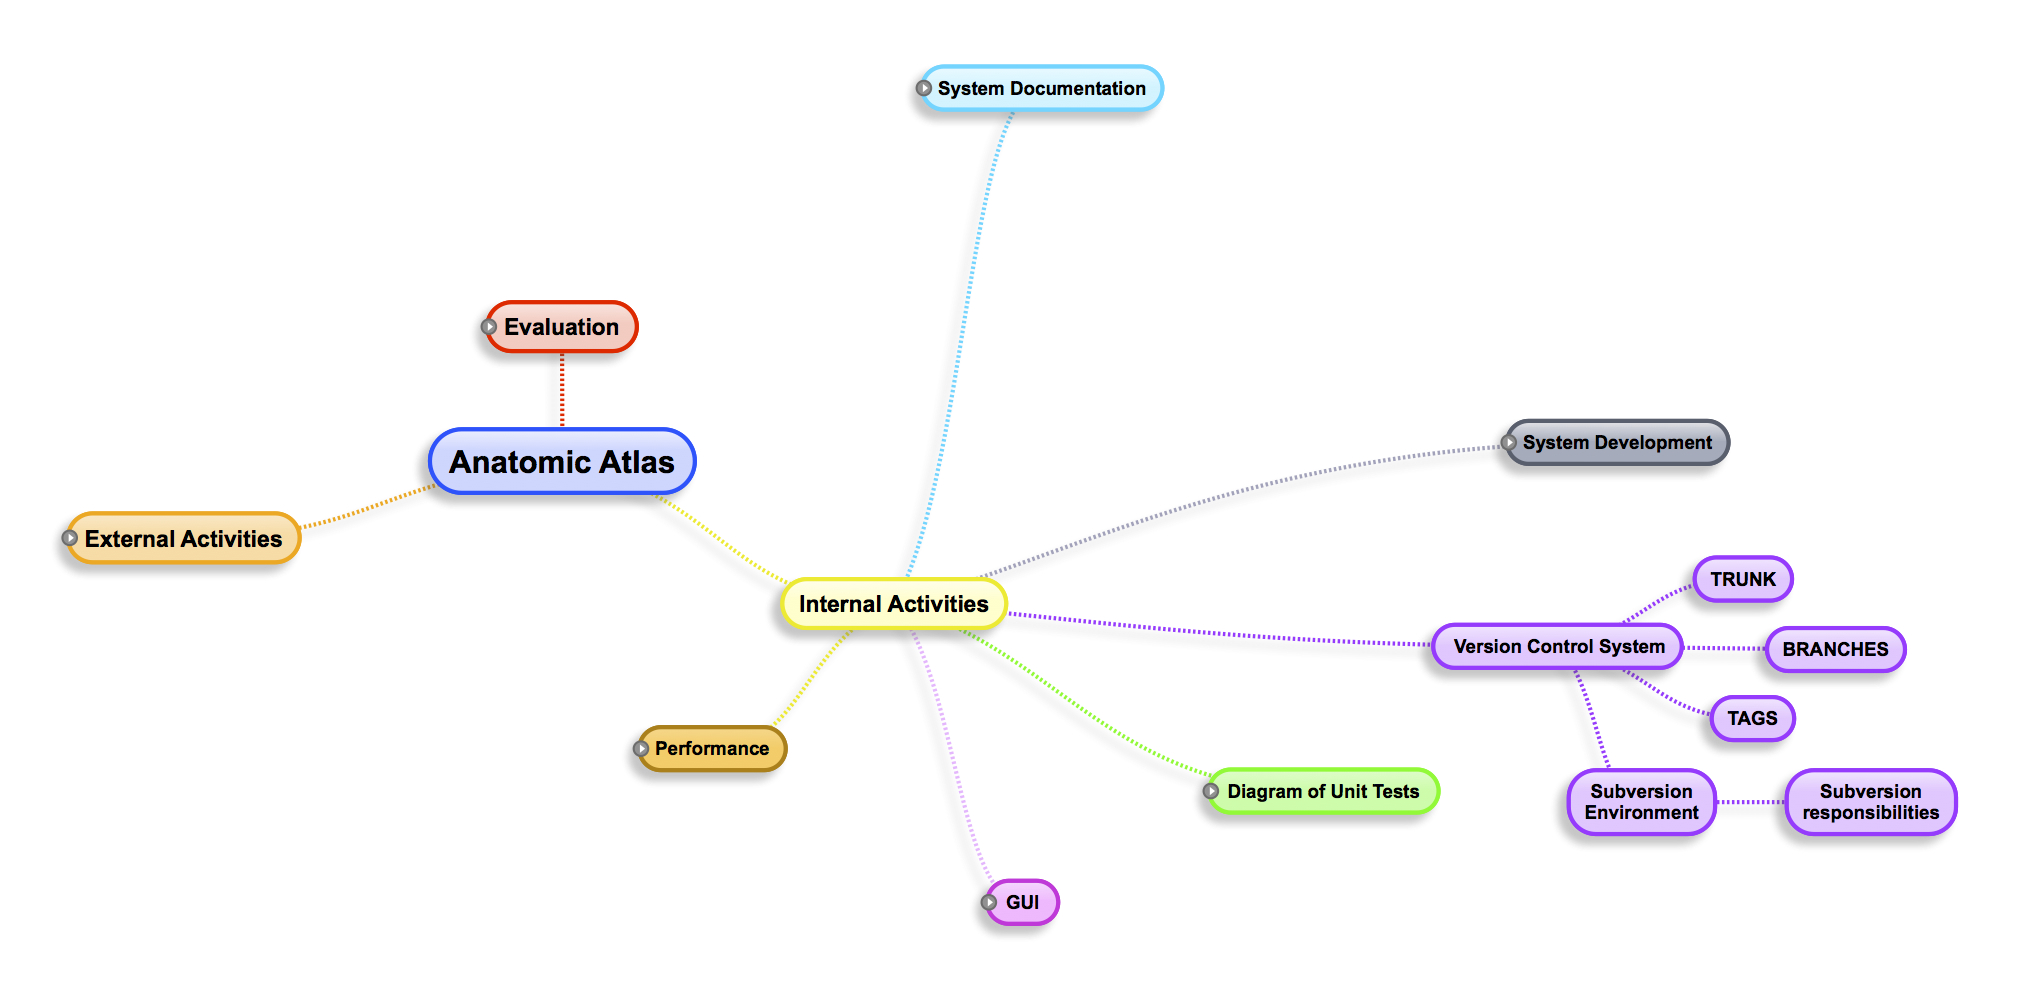 System Documentation
Evaluation
System Development
Anatomic Atlas
External Activities
TRUNK
Internal Activities
Version Control System
BRANCHES
TAGS
Performance
Diagram of Unit Tests
Subversion
Environment
Subversion
responsibilities
GUI